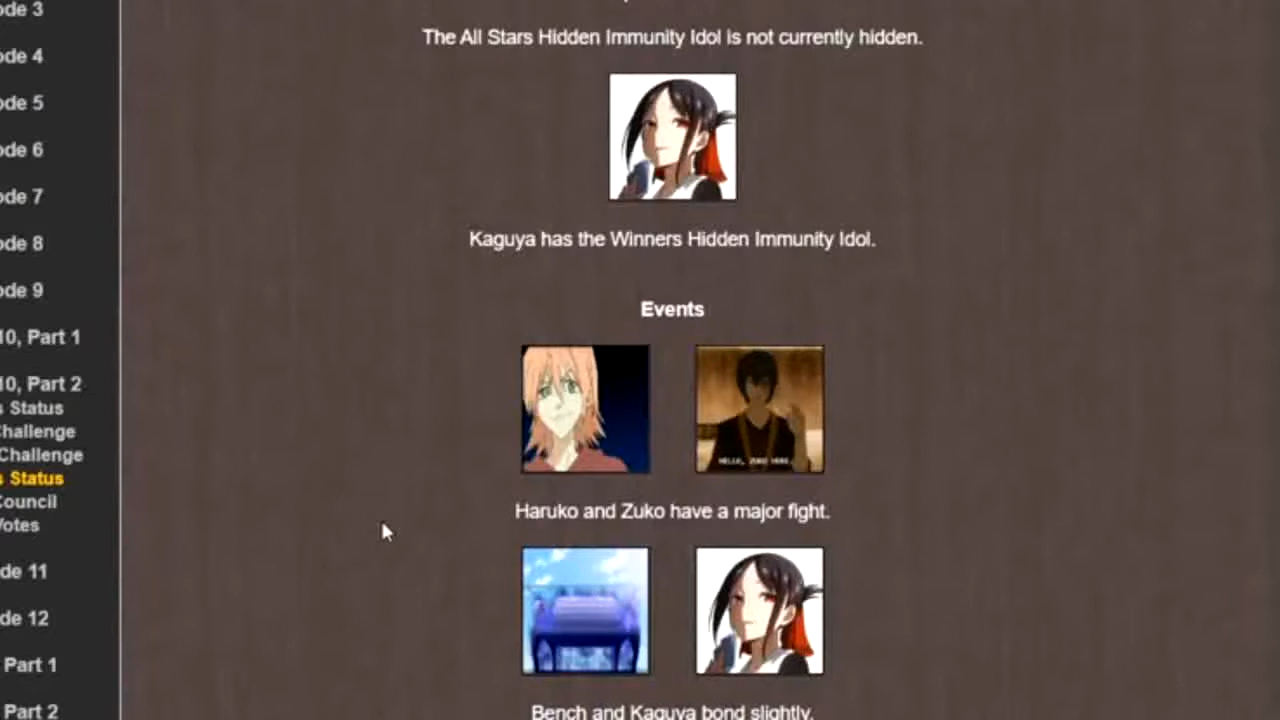 ode 3
ode 4
ode 5
ode 6
ode 7
ode 8
ode 9
10, Part 1
10, Part 2
s Status
Challenge
Challenge
s Status
Council
Votes
de 11
de 12
Part 1
Part 2
The All Stars Hidden Immunity Idol is not currently hidden.
Kaguya has the Winners Hidden Immunity Idol.
Events
HELLO, ZUKO HERE.
Haruko and Zuko have a major fight.
Bench and Kaguya bond slightly.